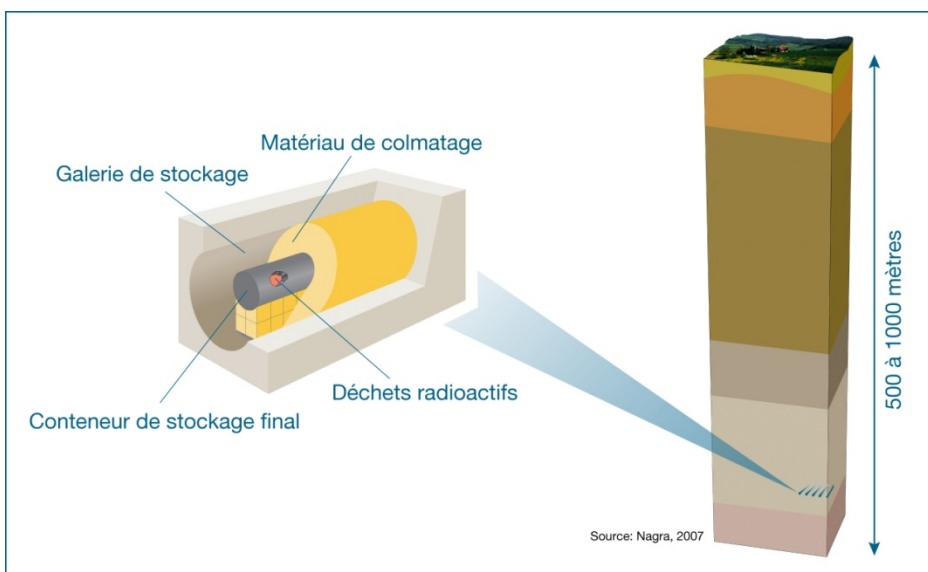 Matériau de colmatage
Galerie de stockage
Déchets radioactifs
Conteneur de stockage final
500 à 1000 mètres
Source: Nagra, 2007